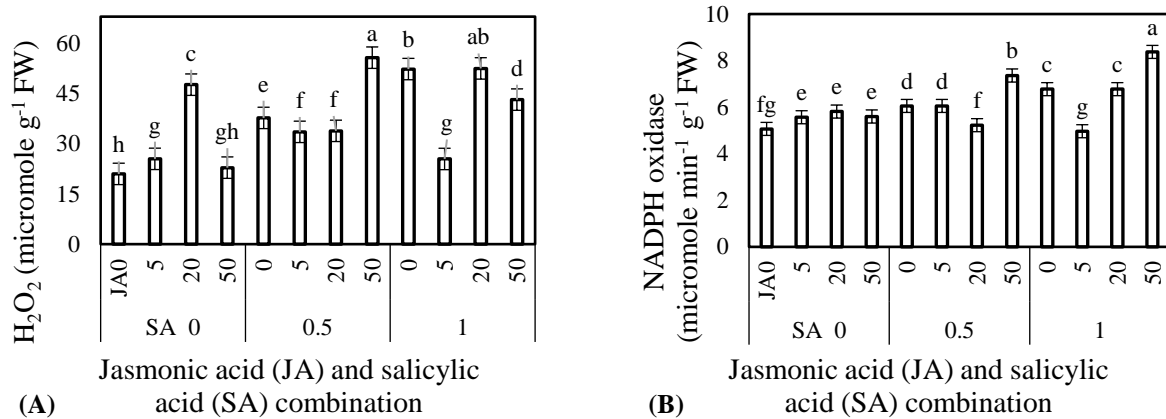 H₂O₂ (micromole g⁻¹ FW)
60
45
30
15
0
h
g
c
gh
e
f
f
a
b
g
ab
d
JA0
5
20
50
0
5
20
50
0
5
20
50
SA 0
0.5
1
Jasmonic acid (JA) and salicylic
acid (SA) combination
(A)
NADPH oxidase
(micromole min⁻¹ g⁻¹ FW)
10
8
6
4
2
0
fg
e
e
e
d
d
f
b
c
g
c
a
JA0
5
20
50
0
5
20
50
0
5
20
50
SA 0
0.5
1
Jasmonic acid (JA) and salicylic
acid (SA) combination
(B)